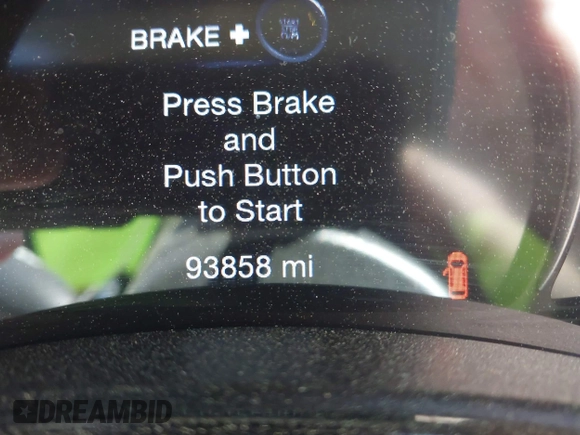 BRAKE +
Press Brake
and
Push Button
to Start
93858 mi
DREAMBID